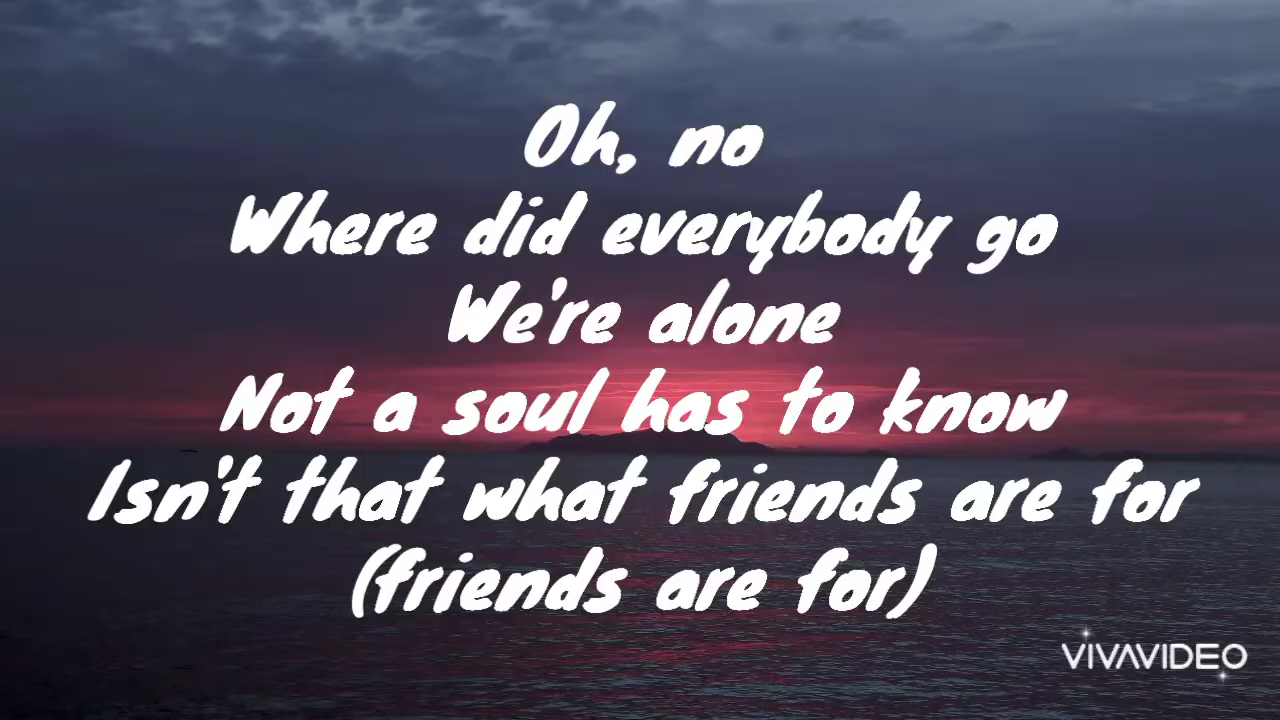 Oh, no
Where did everybody go
We're alone
Not a soul has to know
Isn't that what friends are for
(friends are for)
VIVAVIDEO